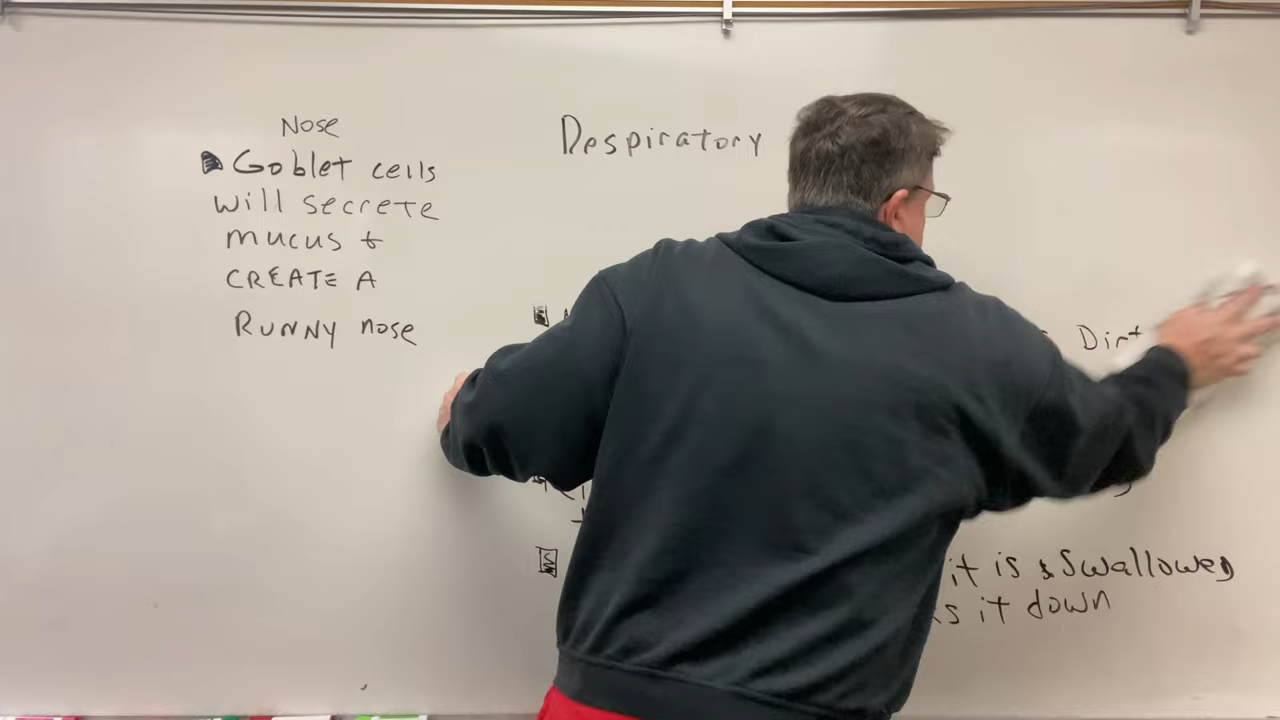 Nose
Goblet cells
will secrete
mucus &
CREATE A
RUNNY nose
Respiratory
Dirt
it is Swallowed
it down